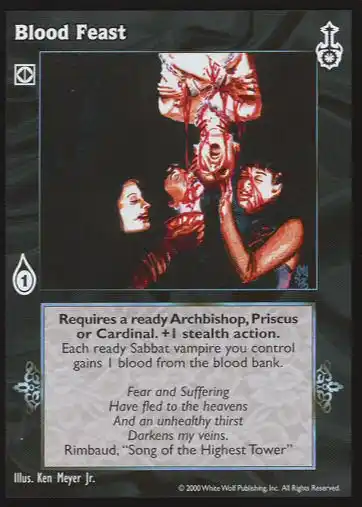 Blood Feast
1
Requires a ready Archbishop, Priscus
or Cardinal. +1 stealth action.
Each ready Sabbat vampire you control
gains 1 blood from the blood bank.
Fear and Suffering
Have fled to the heavens
And an unhealthy thirst
Darkens my veins.
Rimbaud, "Song of the Highest Tower"
Illus. Ken Meyer Jr.
© 2000 White Wolf Publishing, Inc. All Rights Reserved.